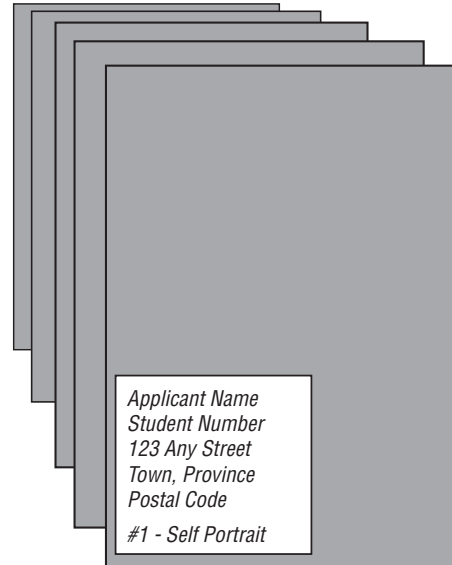 Applicant Name
Student Number
123 Any Street
Town, Province
Postal Code
#1 - Self Portrait